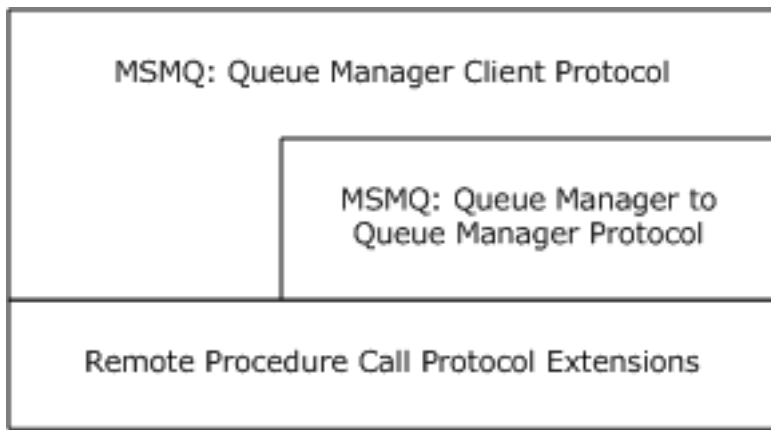 MSMQ: Queue Manager Client Protocol
MSMQ: Queue Manager to
Queue Manager Protocol
Remote Procedure Call Protocol Extensions